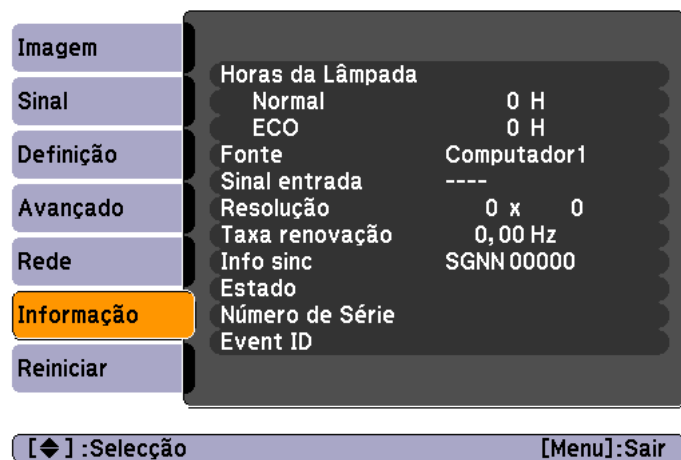 Imagem
Sinal
Definição
Avançado
Rede
Informação
Reiniciar
Horas da Lâmpada
Normal 0 H
ECO 0 H
Fonte Computador1
Sinal entrada ----
Resolução 0 x 0
Taxa renovação 0,00 Hz
Info sinc SGNN 00000
Estado
Número de Série
Event ID
[◆] :Selecção [Menu]:Sair